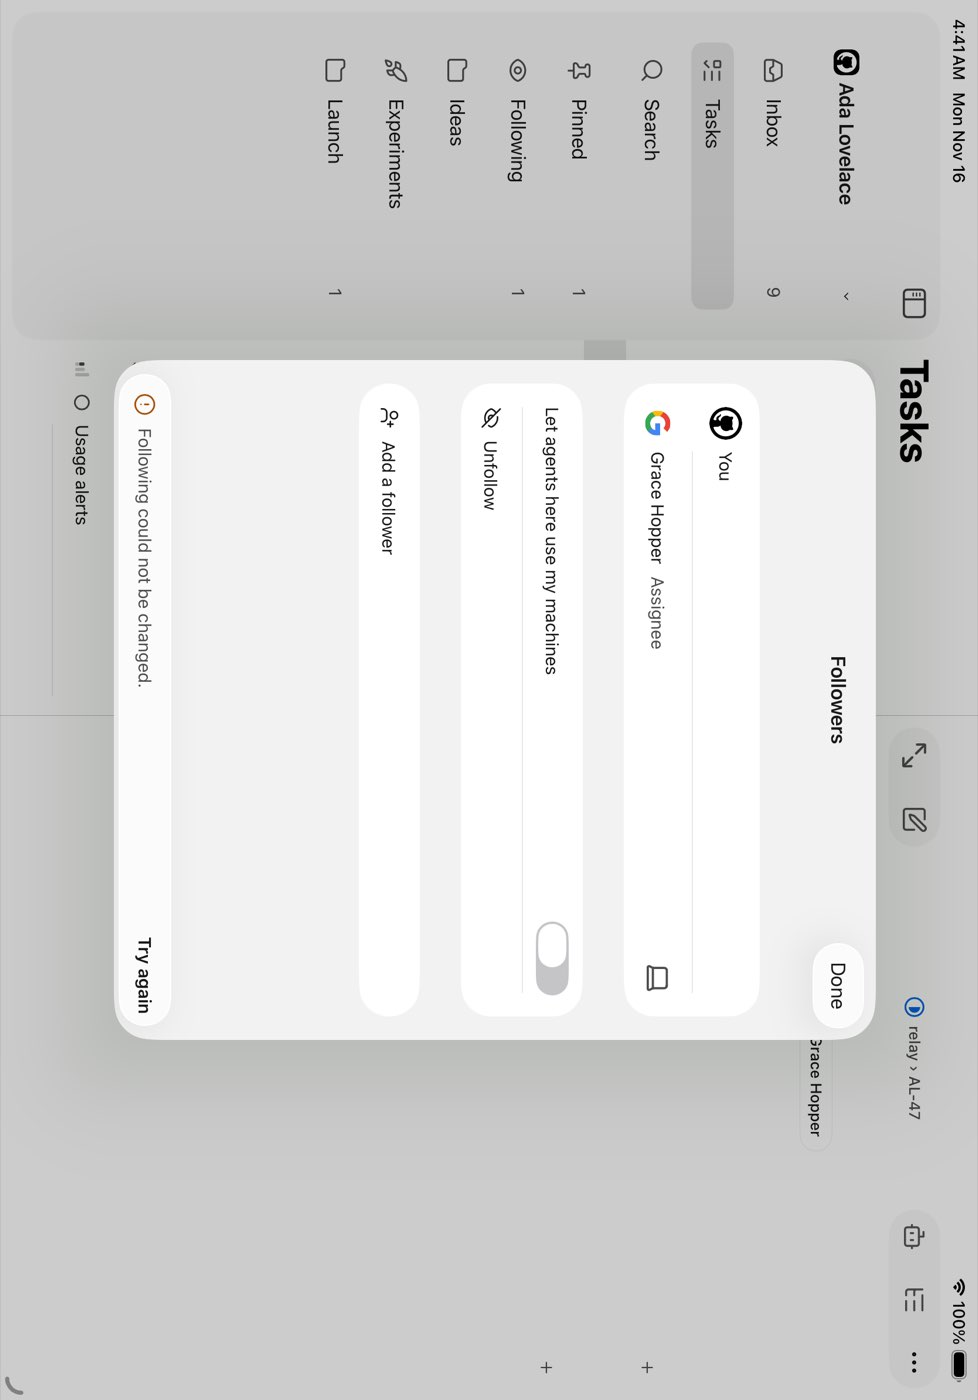 4:41 AM Mon Nov 16
100%
Tasks
relay › AL-47
Ada Lovelace
Inbox 9
Tasks
Search
Pinned 1
Following 1
Ideas
Experiments
Launch 1
Followers
Done
Grace Hopper
You
Grace Hopper Assignee
Let agents here use my machines
Unfollow
Add a follower
Following could not be changed.
Try again
Usage alerts